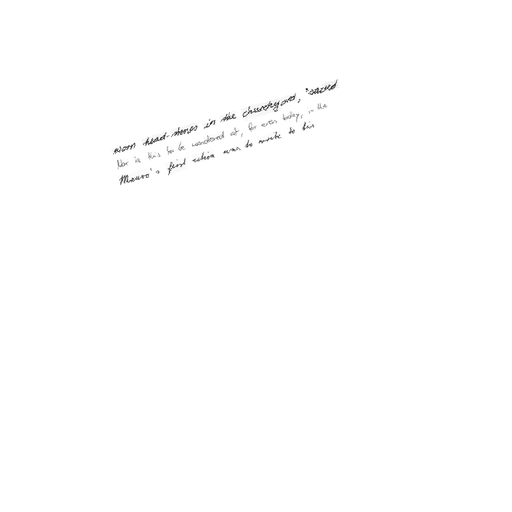 worn head-stones in the churchyard, 'sacred
Nor is this to be wondered at, for even today, in the
Mauro's first action was to write to his